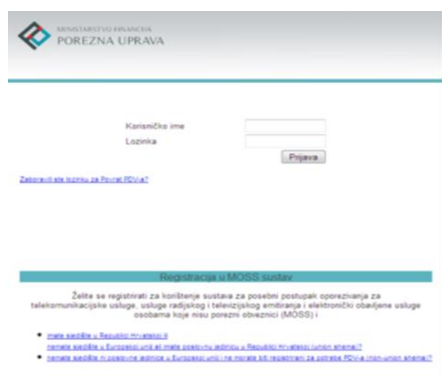 MINISTARSTVO FINANCIJA
POREZNA UPRAVA
Korisničko ime
Lozinka
Prijava
Zaboravili ste lozinku za Povrat PDV-a?
Registracija u MOSS sustav
Želite se registrirati za korištenje sustava za posebni postupak oporezivanja za
telekomunikacijske usluge, usluge radijskog i televizijskog emitiranja i elektronički obavljene usluge
osobama koje nisu porezni obveznici (MOSS) i
imate sjedište u Republici Hrvatskoj ili
nemate sjedište u Europskoj uniji ali imate poslovnu jedinicu u Republici Hrvatskoj (union shema)?
nemate sjedište ni poslovne jedinice u Europskoj uniji i ne morate biti registrirani za potrebe PDV-a (non-union shema)?